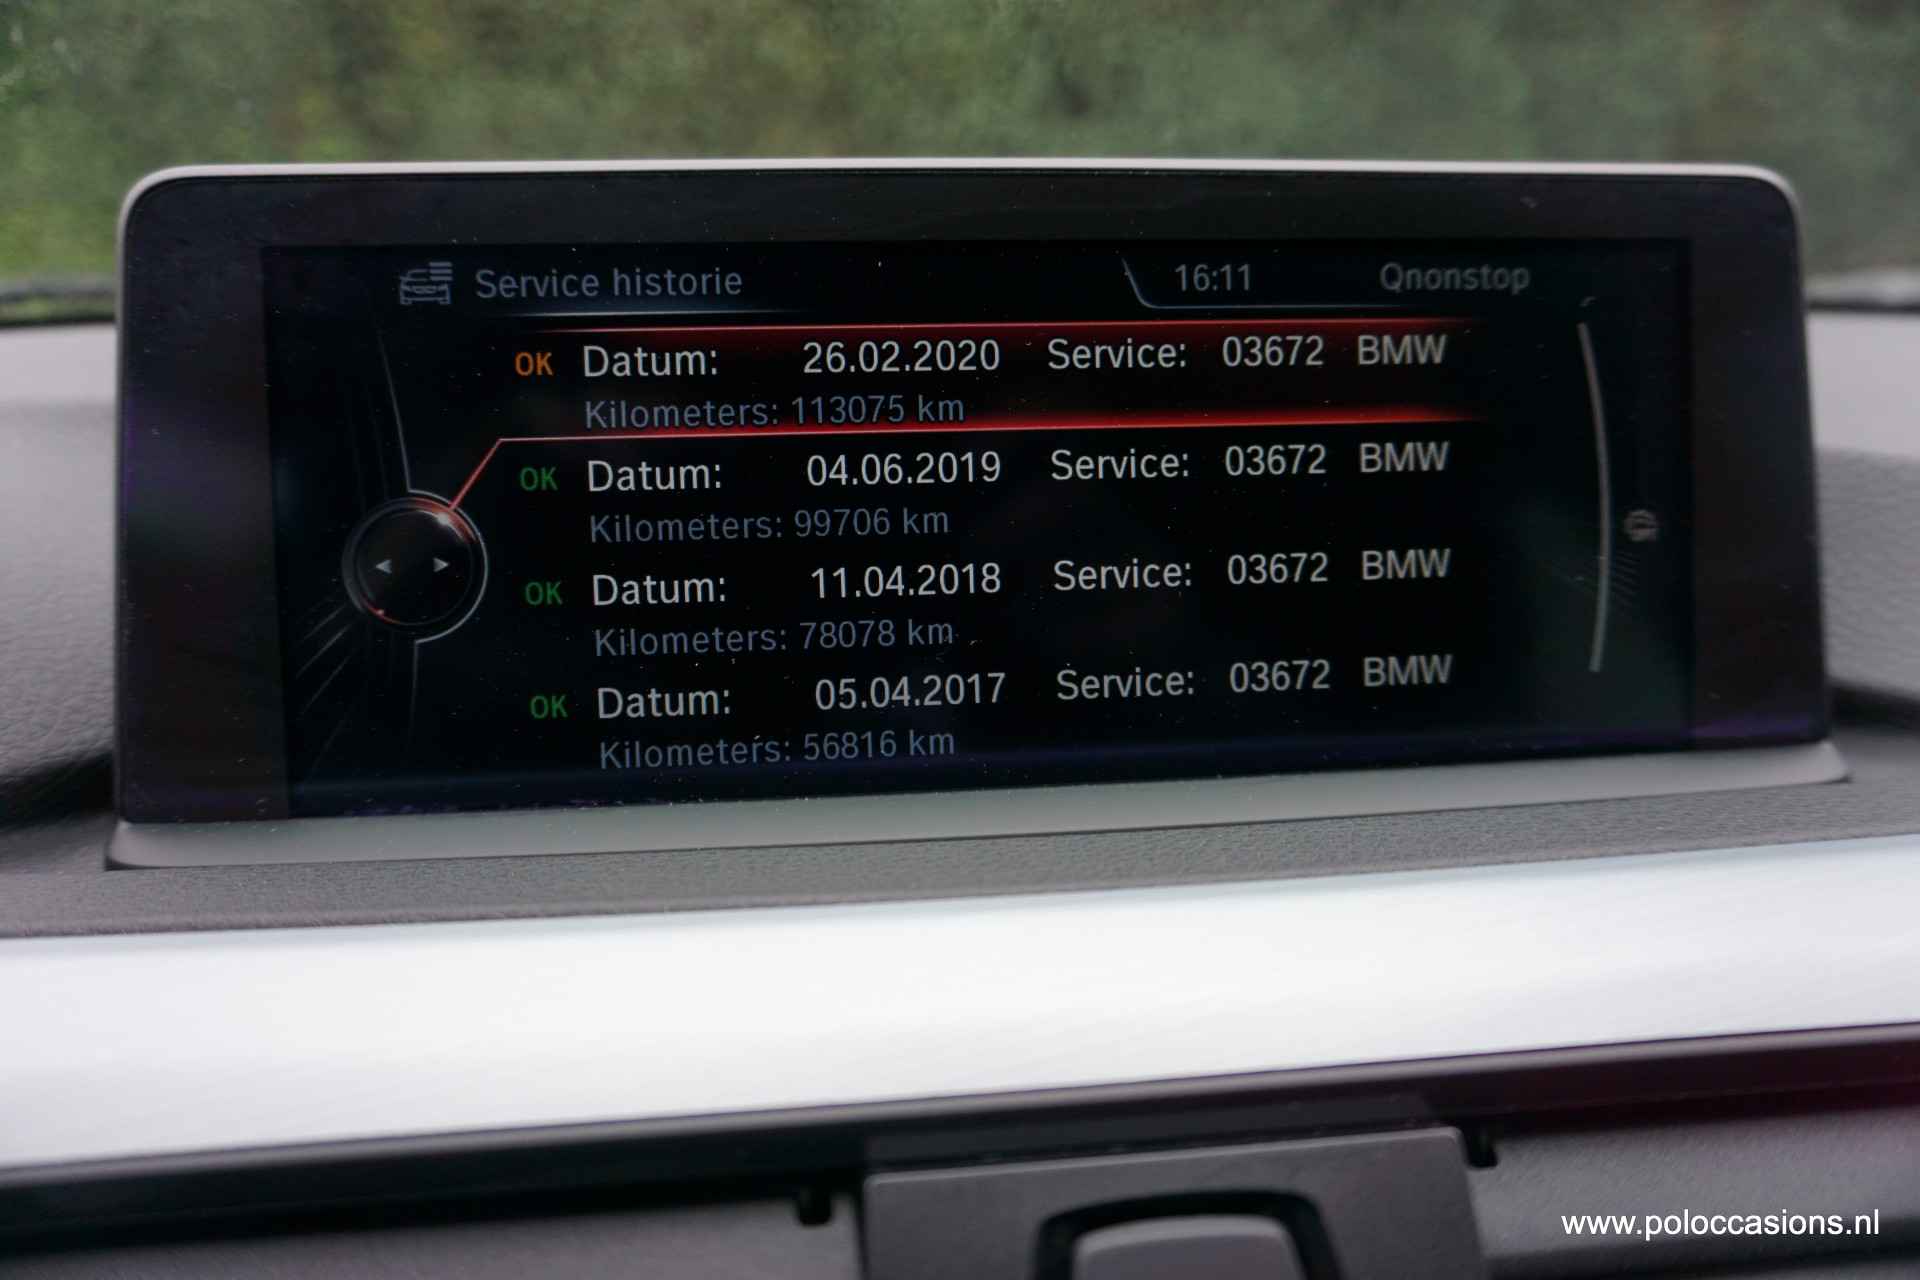 Service historie 16:11 Qnonstop
OK Datum: 26.02.2020 Service: 03672 BMW
Kilometers: 113075 km
OK Datum: 04.06.2019 Service: 03672 BMW
Kilometers: 99706 km
OK Datum: 11.04.2018 Service: 03672 BMW
Kilometers: 78078 km
OK Datum: 05.04.2017 Service: 03672 BMW
Kilometers: 56816 km
www.poloccasions.nl